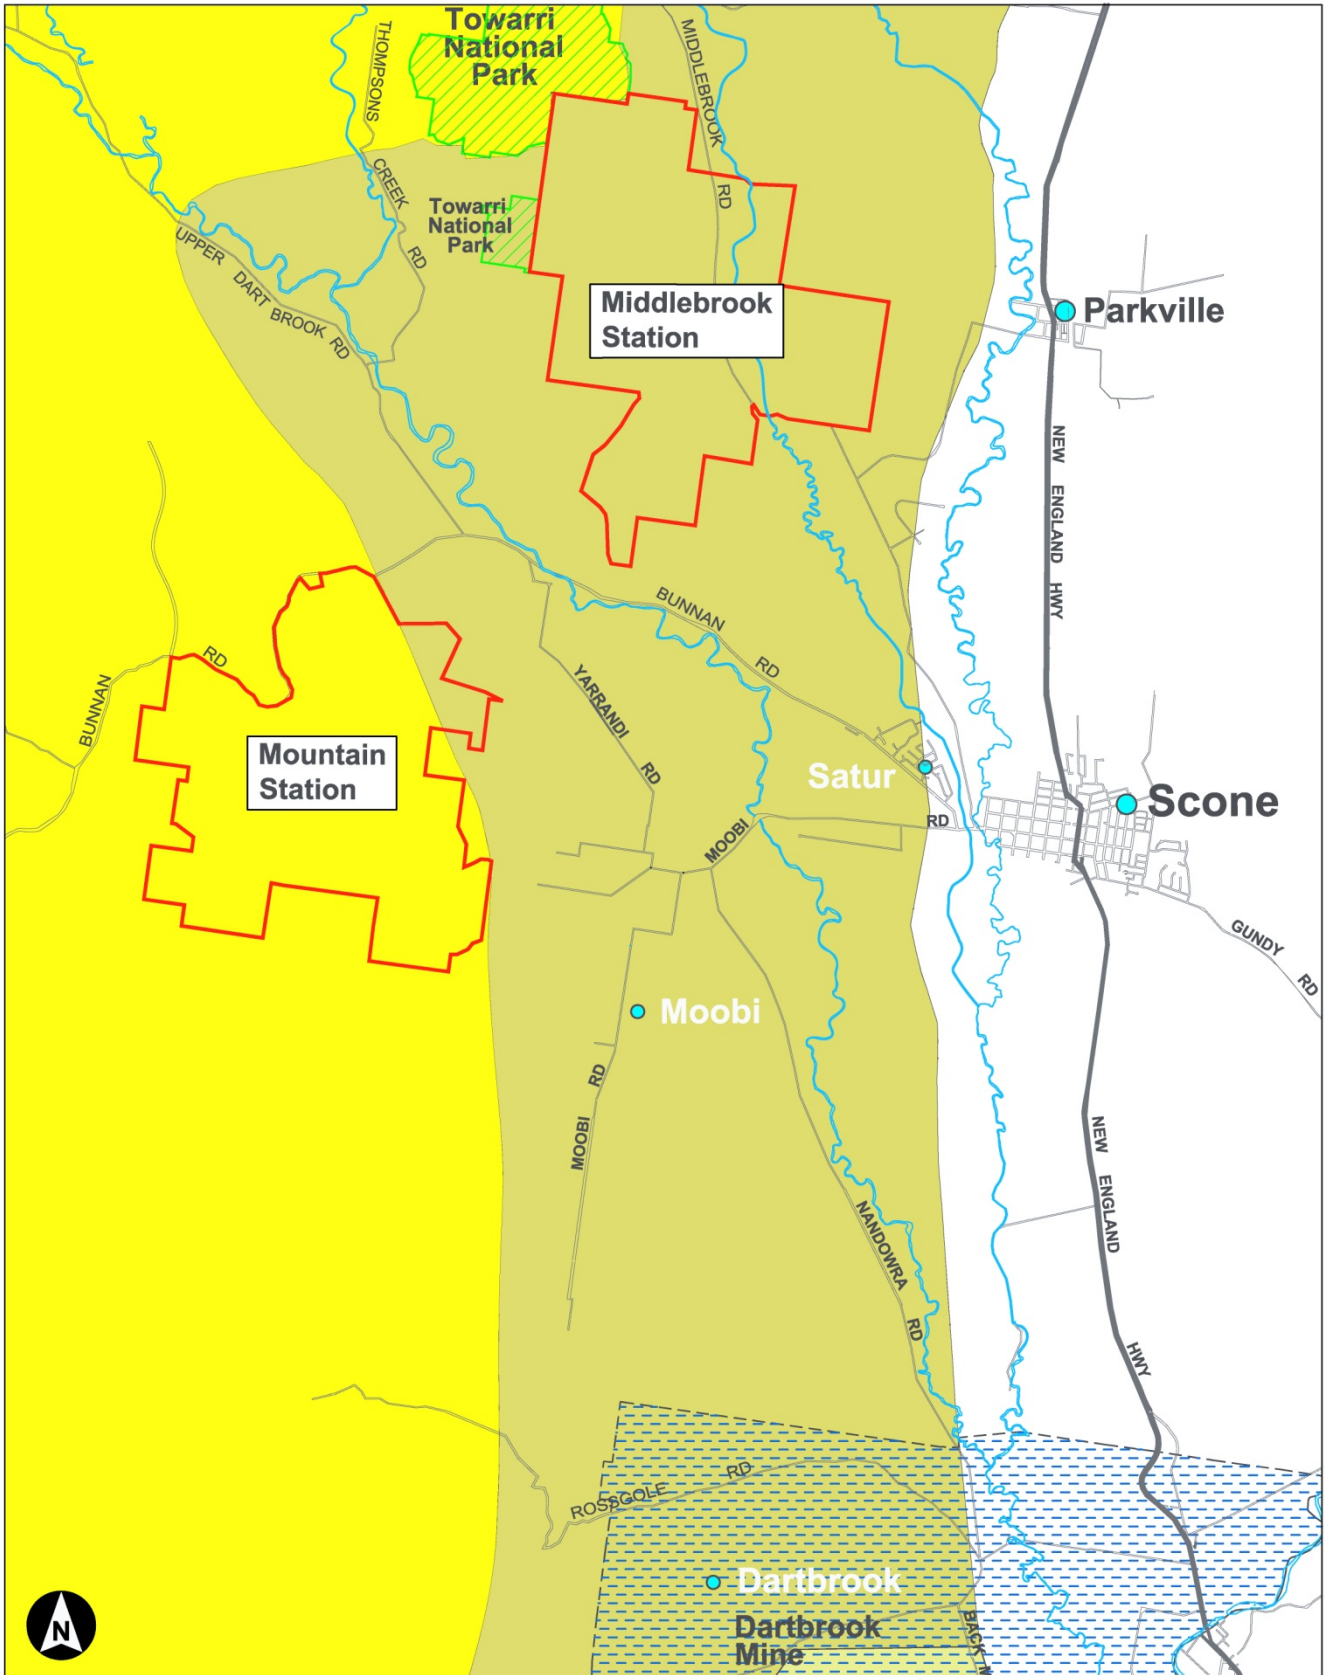 Towarri
National
Park
THOMPSONS
CREEK
RD
MIDDLEBROOK
RD
Towarri
National
Park
UPPER DART BROOK RD
Middlebrook
Station
Parkville
NEW ENGLAND HWY
BUNNAN
RD
BUNNAN
RD
YARRANDI
RD
Mountain
Station
Satur
Scone
MOOBI
RD
GUNDY
RD
Moobi
MOOBI
RD
NEW ENGLAND
HWY
NANDOWRA
RD
ROSSGOLE
RD
Dartbrook
Dartbrook
Mine
BACK
N